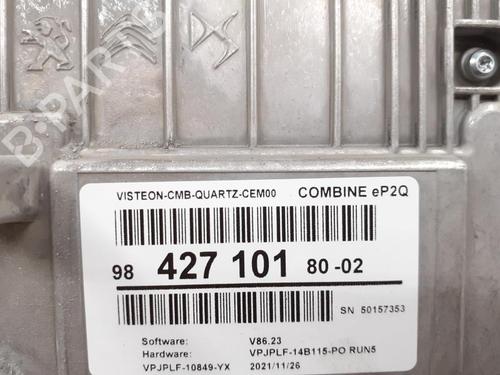 B-PARTS
VISTEON-CMB-QUARTZ-CEM00 COMBINE eP2Q
98 427 101 80-02
SN 50157353
Software: V86.23
Hardware: VPJPLF-14B115-PO RUN5
VPJPLF-10849-YX 2021/11/26